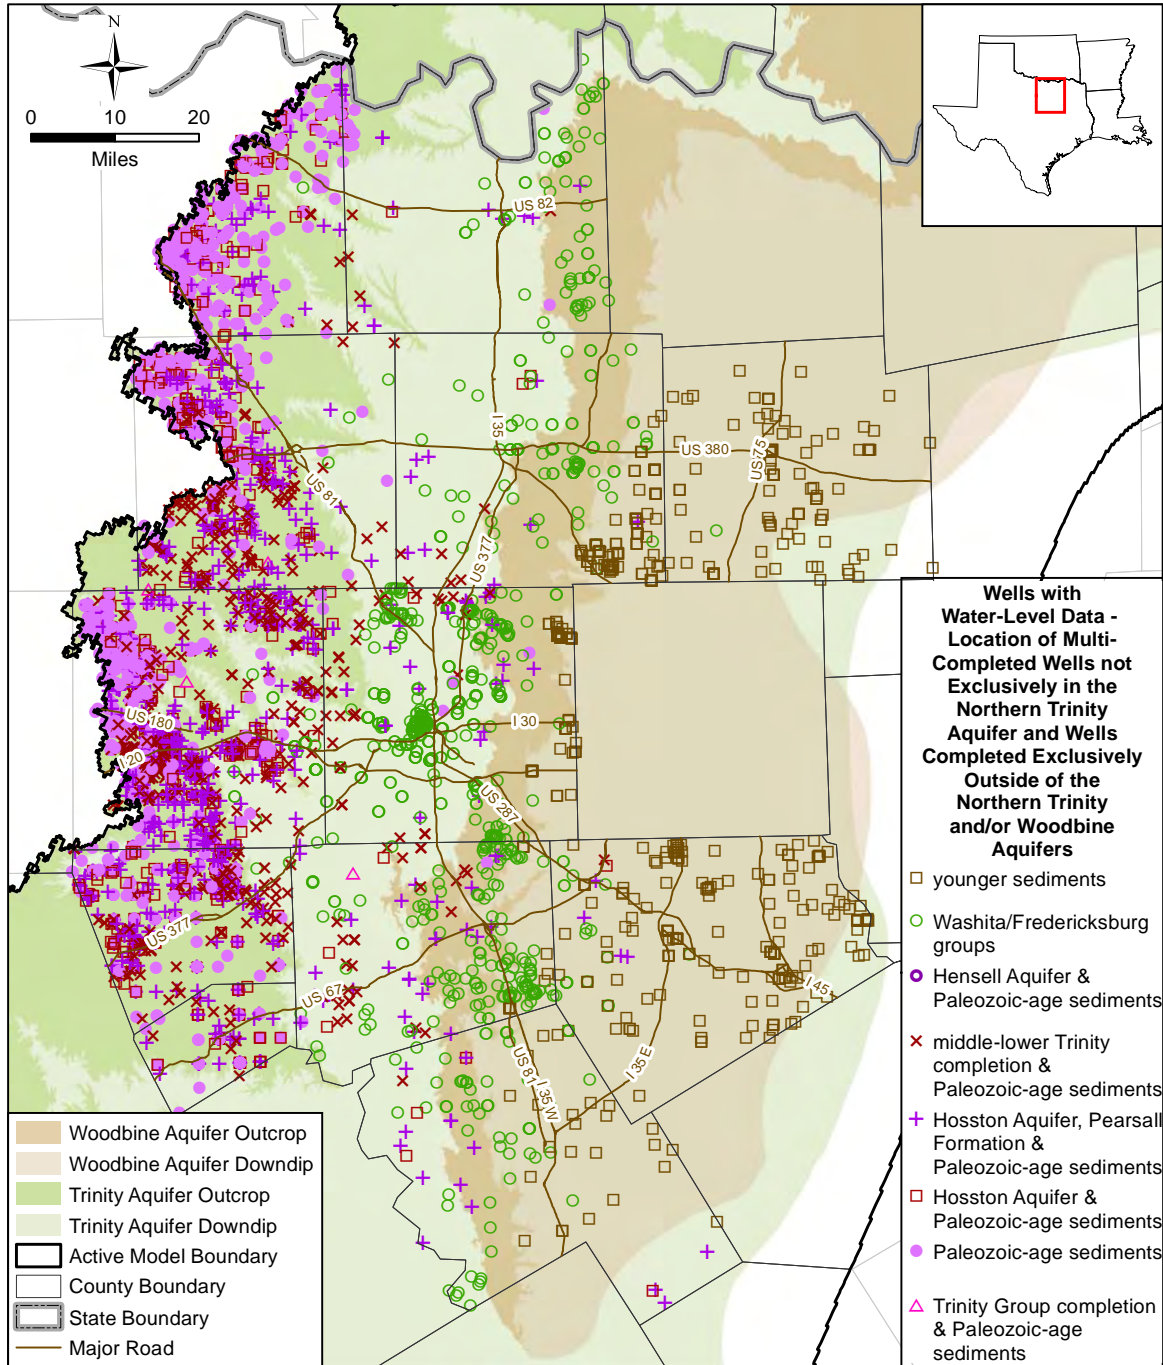 N
0 10 20
Miles
US 82
I 35
US 380
US 75
US 81
US 377
US 180
I 20
I 30
US 287
US 377
US 67
I 45
US 81
I 35 W
I 35 E
Wells with
Water-Level Data -
Location of Multi-
Completed Wells not
Exclusively in the
Northern Trinity
Aquifer and Wells
Completed Exclusively
Outside of the
Northern Trinity
and/or Woodbine
Aquifers
younger sediments
Washita/Fredericksburg
groups
Hensell Aquifer &
Paleozoic-age sediments
middle-lower Trinity
completion &
Paleozoic-age sediments
Hosston Aquifer, Pearsall
Formation &
Paleozoic-age sediments
Hosston Aquifer &
Paleozoic-age sediments
Paleozoic-age sediments
Trinity Group completion
& Paleozoic-age
sediments
Woodbine Aquifer Outcrop
Woodbine Aquifer Downdip
Trinity Aquifer Outcrop
Trinity Aquifer Downdip
Active Model Boundary
County Boundary
State Boundary
Major Road